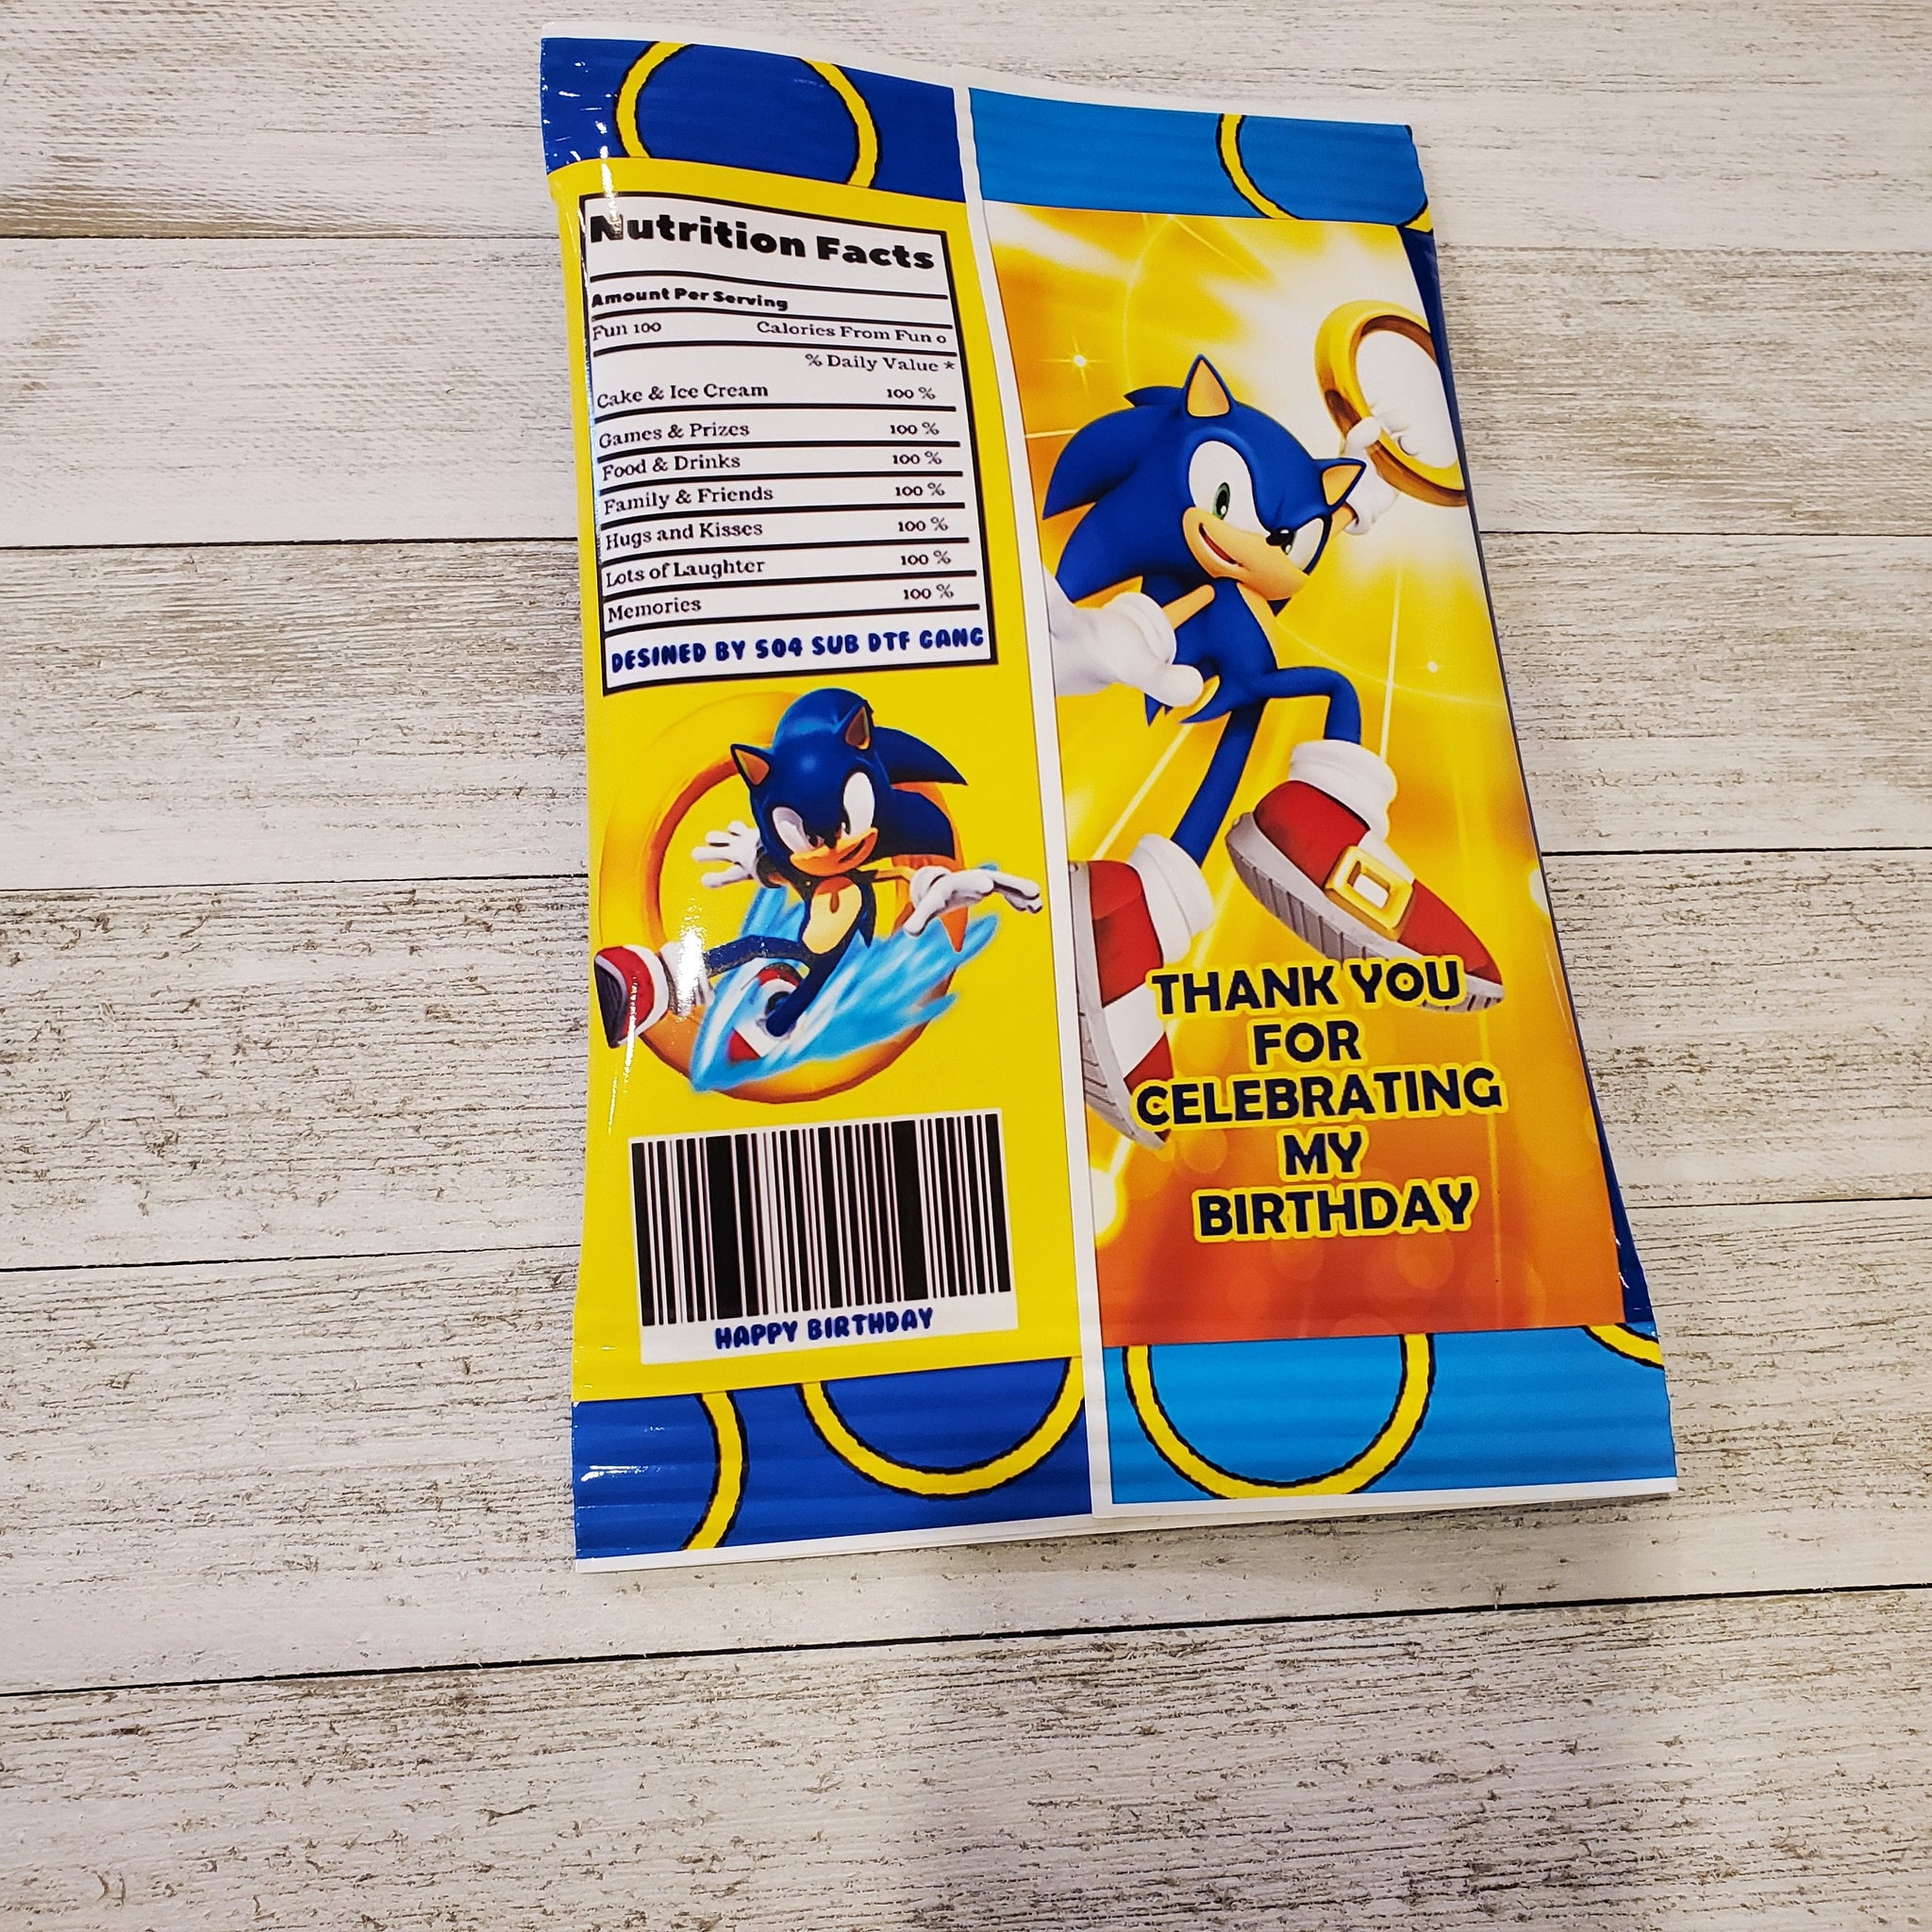 Nutrition Facts
Amount Per Serving
Fun 100 Calories From Fun 0
% Daily Value *
Cake & Ice Cream 100 %
Games & Prizes 100 %
Food & Drinks 100 %
Family & Friends 100 %
Hugs and Kisses 100 %
Lots of Laughter 100 %
Memories 100 %
DESINED BY 504 SUB DTF GANG
HAPPY BIRTHDAY
THANK YOU
FOR
CELEBRATING
MY
BIRTHDAY